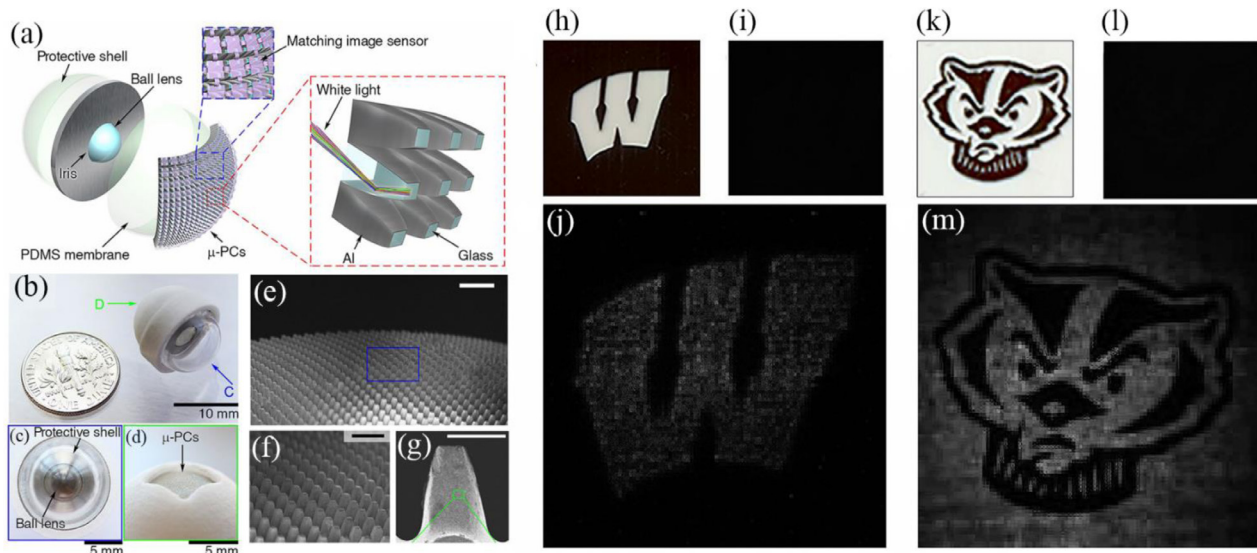 (a)
Protective shell
Ball lens
Iris
PDMS membrane
μ-PCs
Matching image sensor
White light
Al
Glass
(b)
D
C
10 mm
(c)
Protective shell
Ball lens
5 mm
(d)
μ-PCs
5 mm
(e)
(f)
(g)
(h)
W
(i)
(j)
W
(k)
(l)
(m)